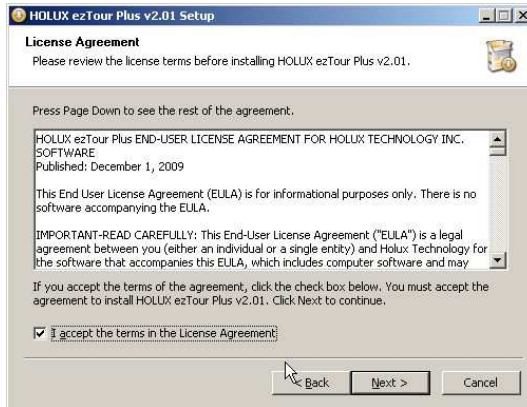 HOLUX ezTour Plus v2.01 Setup
License Agreement
Please review the license terms before installing HOLUX ezTour Plus v2.01.
Press Page Down to see the rest of the agreement.
HOLUX ezTour Plus END-USER LICENSE AGREEMENT FOR HOLUX TECHNOLOGY INC.
SOFTWARE
Published: December 1, 2009
This End User License Agreement (EULA) is for informational purposes only. There is no
software accompanying the EULA.
IMPORTANT-READ CAREFULLY: This End-User License Agreement ("EULA") is a legal
agreement between you (either an individual or a single entity) and Holux Technology for
the software that accompanies this EULA, which includes computer software and may
If you accept the terms of the agreement, click the check box below. You must accept the
agreement to install HOLUX ezTour Plus v2.01. Click Next to continue.
I accept the terms in the License Agreement
< Back Next > Cancel